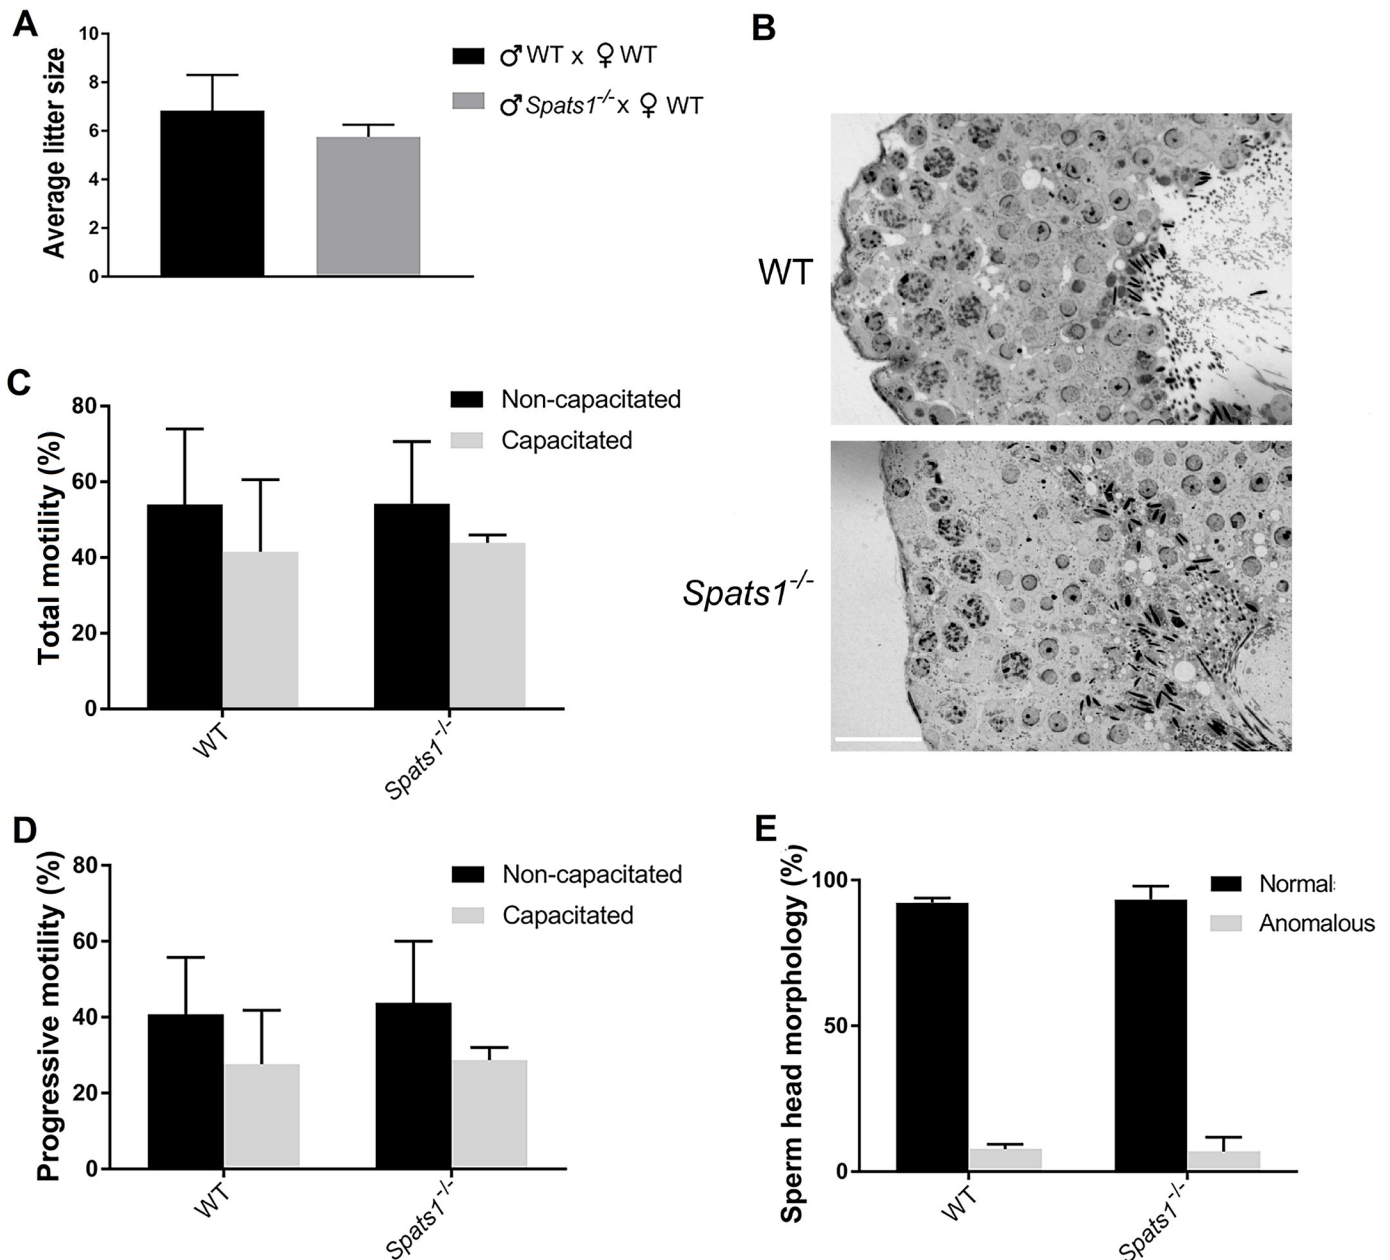 A
Average litter size
10
8
6
4
2
0
♂ WT x ♀ WT
♂ Spats1-/- x ♀ WT
B
WT
Spats1-/-
C
Total motility (%)
80
60
40
20
0
Non-capacitated
Capacitated
WT
Spats1-/-
D
Progressive motility (%)
80
60
40
20
0
Non-capacitated
Capacitated
WT
Spats1-/-
E
Sperm head morphology (%)
100
50
0
Normal
Anomalous
WT
Spats1-/-